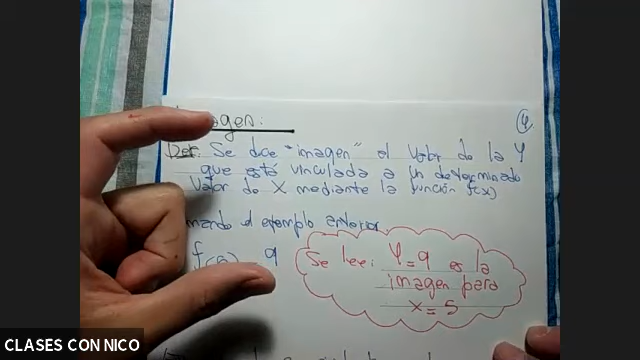 agen:
4
Def: Se dice "imagen" al valor de la Y
que está vinculada a un determinado
Valor de X mediante la función f(x)
mando el ejemplo anterior
9
Se lee: Y=9 es la
imagen para
x=5
CLASES CON NICO